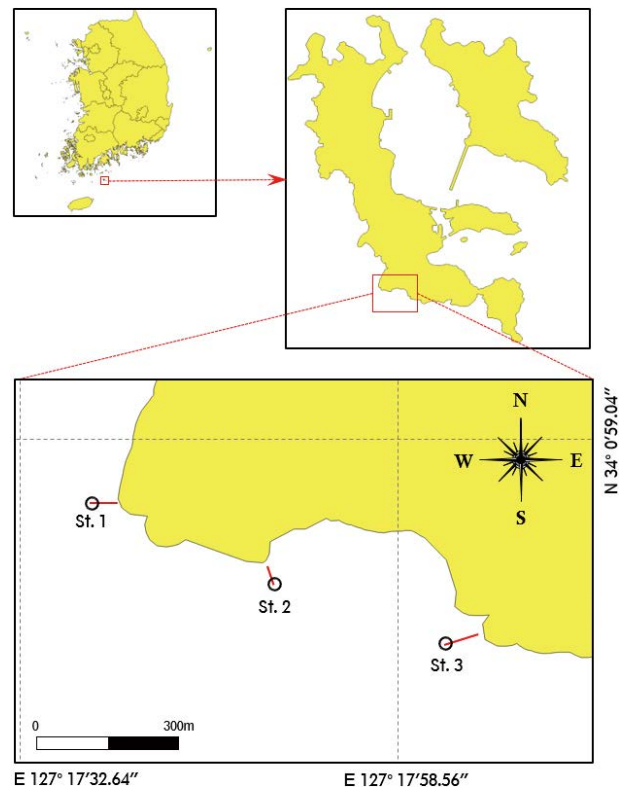 N
W E
S
N 34° 0′59.04″
St. 1
St. 2
St. 3
0 300m
E 127° 17′32.64″ E 127° 17′58.56″